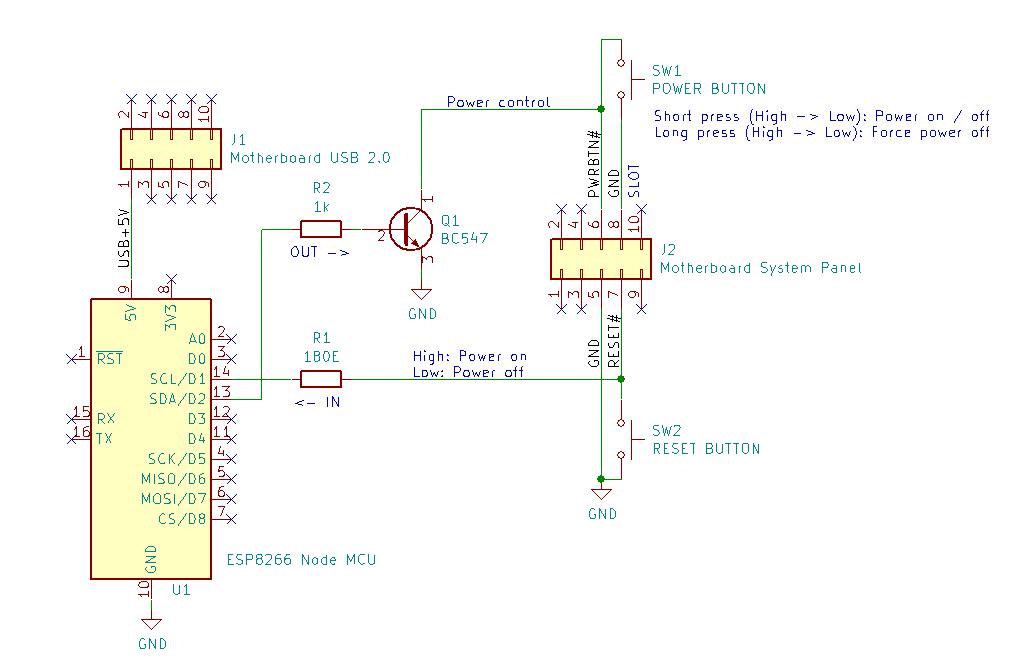 SW1
POWER BUTTON
Short press (High -> Low): Power on / off
Long press (High -> Low): Force power off
Power control
2
4
6
8
10
J1
Motherboard USB 2.0
1
3
5
7
9
USB+5V
R2
1k
OUT ->
1
2
3
Q1
BC547
GND
PWRBTN#
GND
SLOT
2
4
6
8
10
J2
Motherboard System Panel
1
3
5
7
9
GND
RESET#
9
8
5V
3V3
1
RST
15
RX
16
TX
A0
2
D0
3
SCL/D1
14
SDA/D2
13
D3
12
D4
11
SCK/D5
4
MISO/D6
5
MOSI/D7
6
CS/D8
7
GND
10
ESP8266 Node MCU
U1
GND
R1
180E
<- IN
High: Power on
Low: Power off
SW2
RESET BUTTON
GND